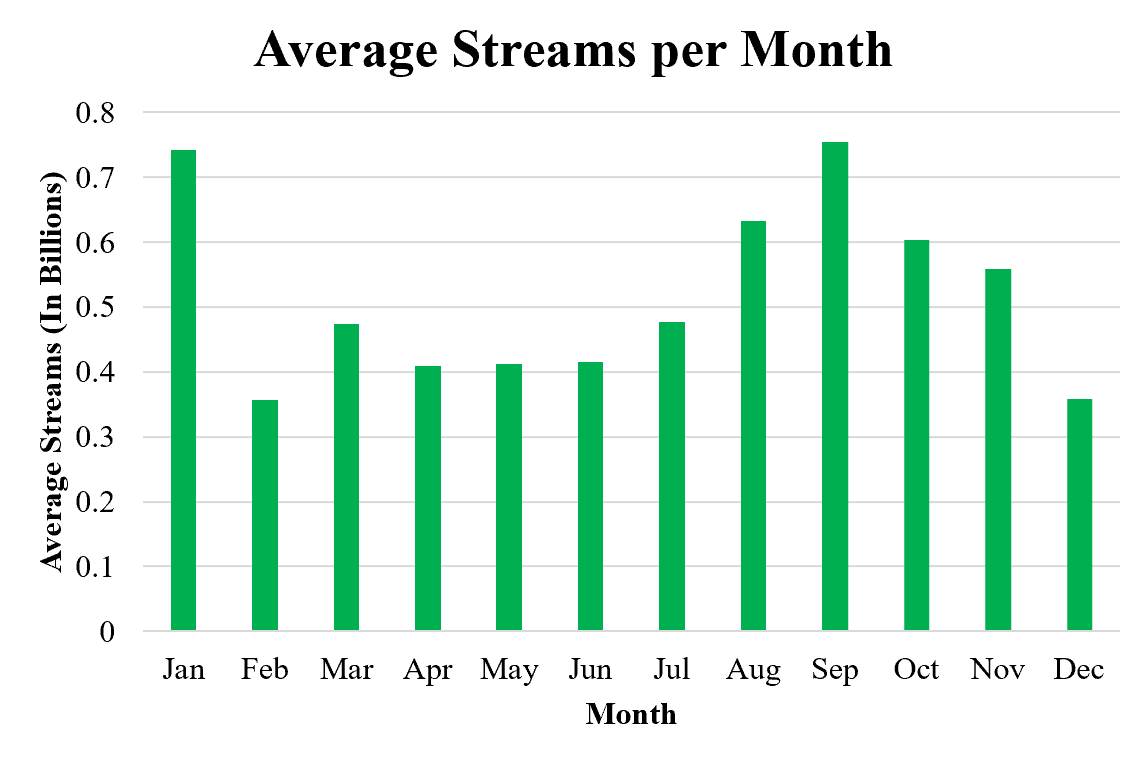 Average Streams per Month
Average Streams (In Billions)
0.8
0.7
0.6
0.5
0.4
0.3
0.2
0.1
0
Jan Feb Mar Apr May Jun Jul Aug Sep Oct Nov Dec
Month